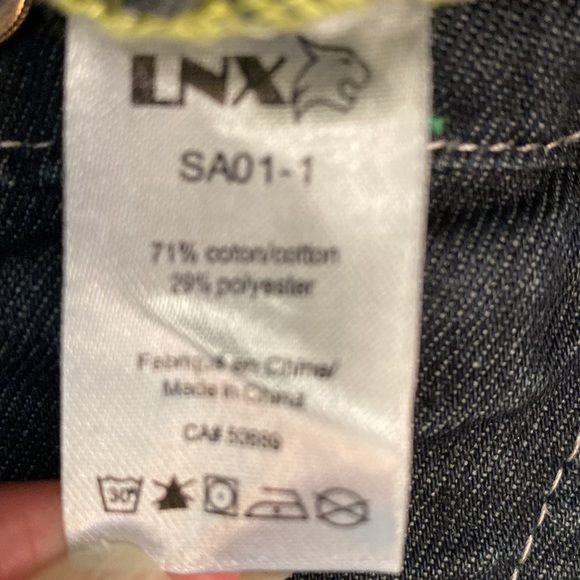 LNX
SA01-1
71% coton/cotton
29% polyester
Fabriqué en Chine/
Made in China
CA# 53689
30°